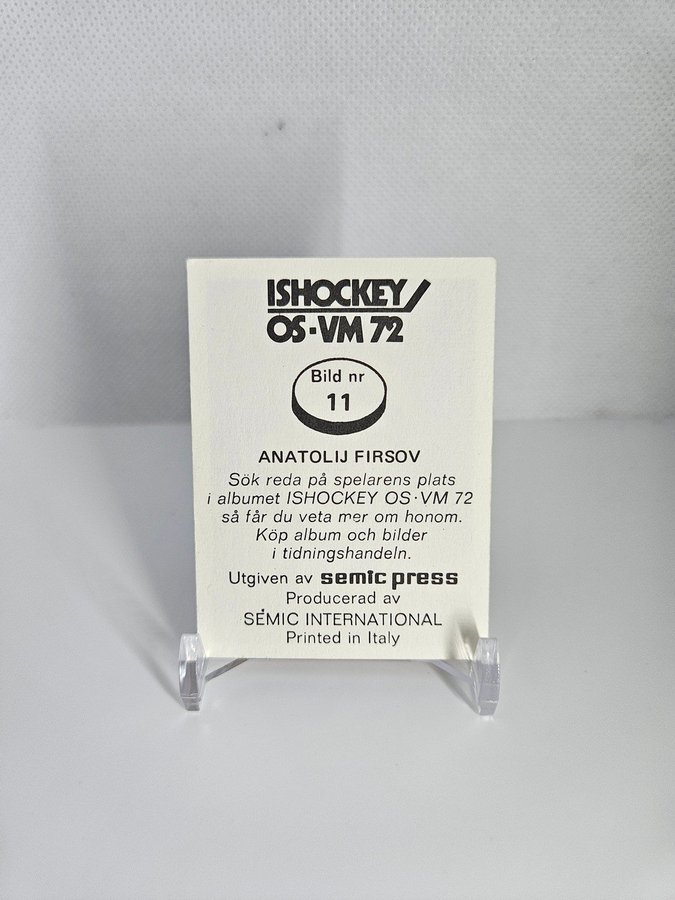 ISHOCKEY
OS·VM 72
Bild nr
11
ANATOLIJ FIRSOV
Sök reda på spelarens plats
i albumet ISHOCKEY OS·VM 72
så får du veta mer om honom.
Köp album och bilder
i tidningshandeln.
Utgiven av semic press
Producerad av
SEMIC INTERNATIONAL
Printed in Italy